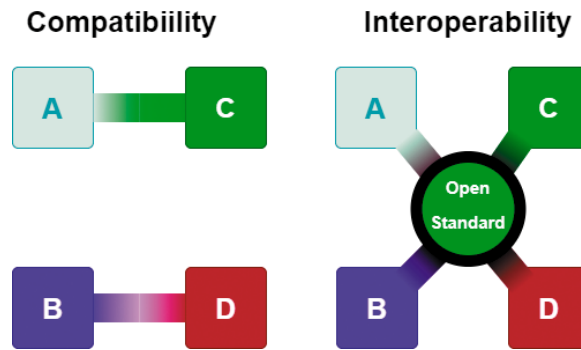 Compatibiility
Interoperability
A
C
A
C
Open
Standard
B
D
B
D